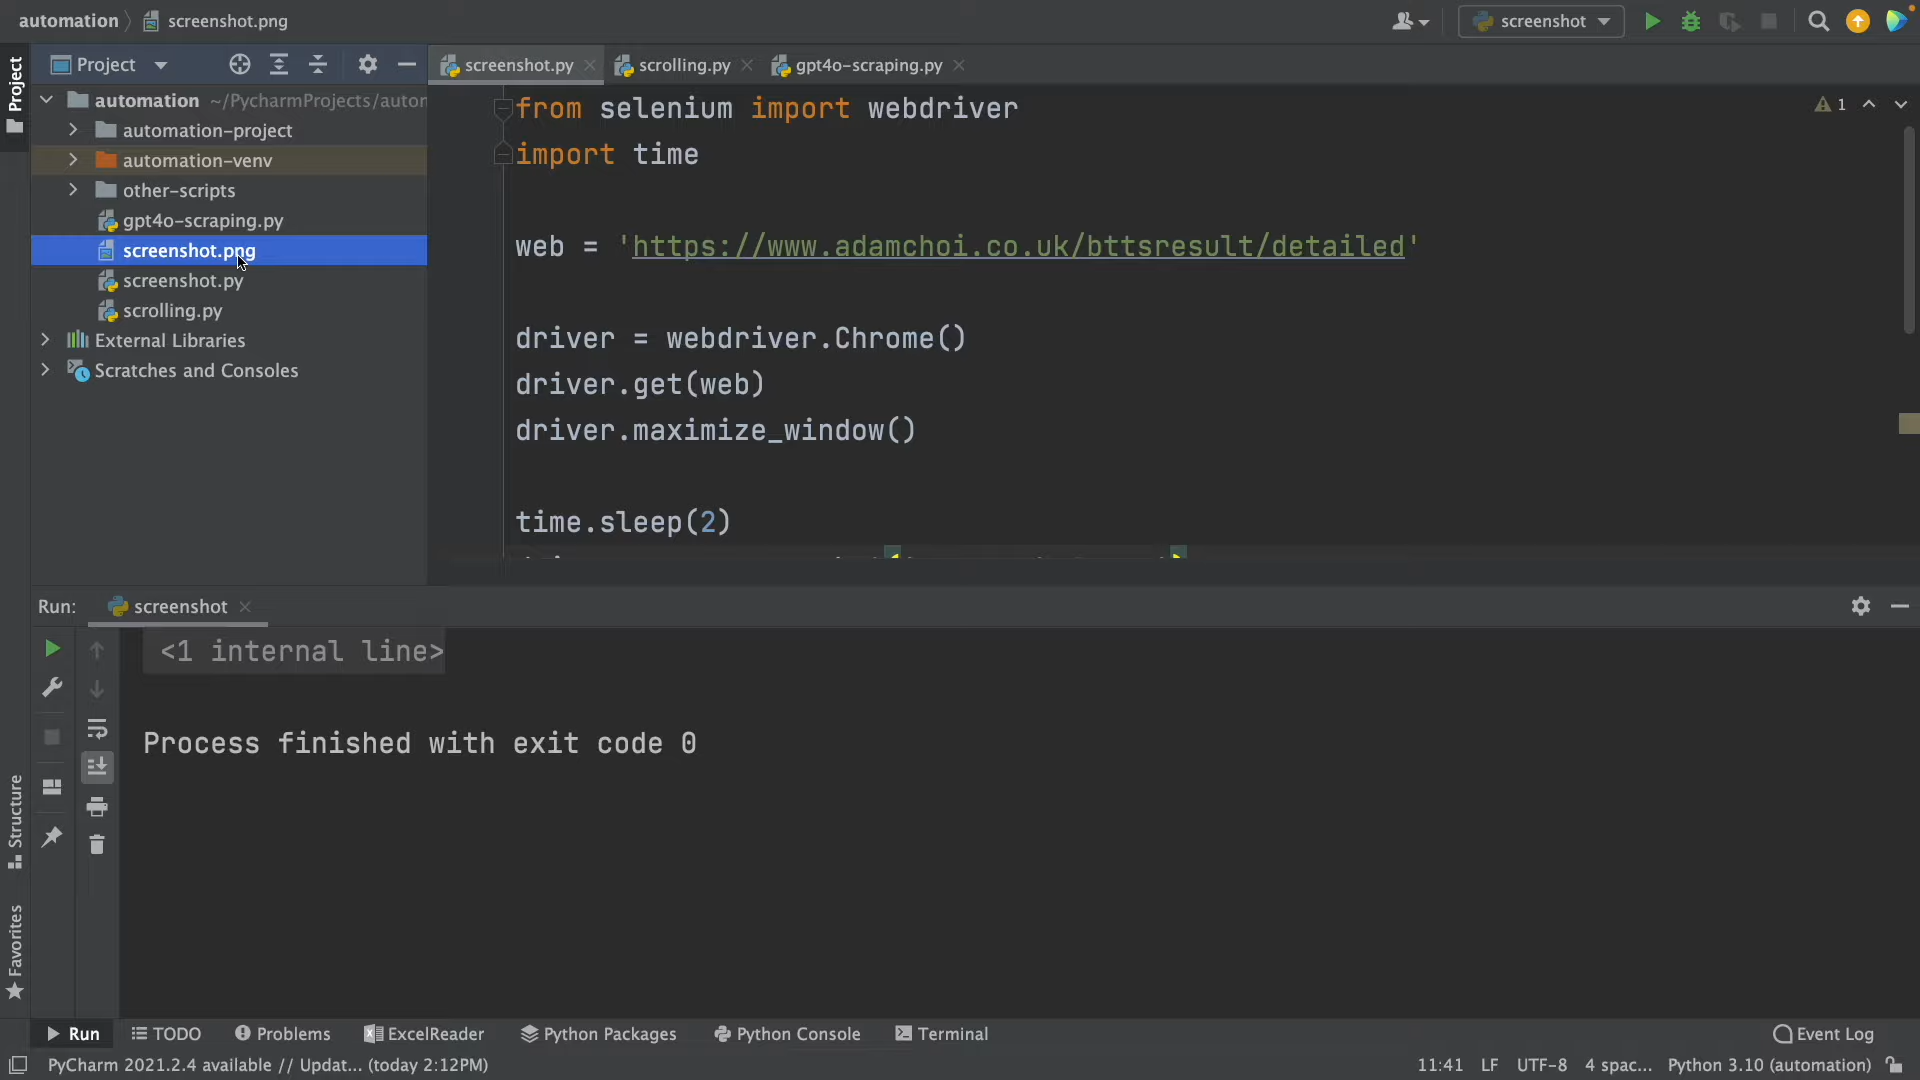 automation screenshot.png screenshot
Project screenshot.py scrolling.py gpt4o-scraping.py
Project
automation ~/PycharmProjects/autor
automation-project
automation-venv
other-scripts
gpt4o-scraping.py
screenshot.png
screenshot.py
scrolling.py
External Libraries
Scratches and Consoles
from selenium import webdriver
1
import time
web = 'https://www.adamchoi.co.uk/bttsresult/detailed'
driver = webdriver.Chrome()
driver.get(web)
driver.maximize_window()
time.sleep(2)
Run: screenshot
<1 internal line>
Process finished with exit code 0
Structure
Favorites
Run TODO Problems ExcelReader Python Packages Python Console Terminal Event Log
PyCharm 2021.2.4 available // Updat... (today 2:12PM) 11:41 LF UTF-8 4 spac... Python 3.10 (automation)